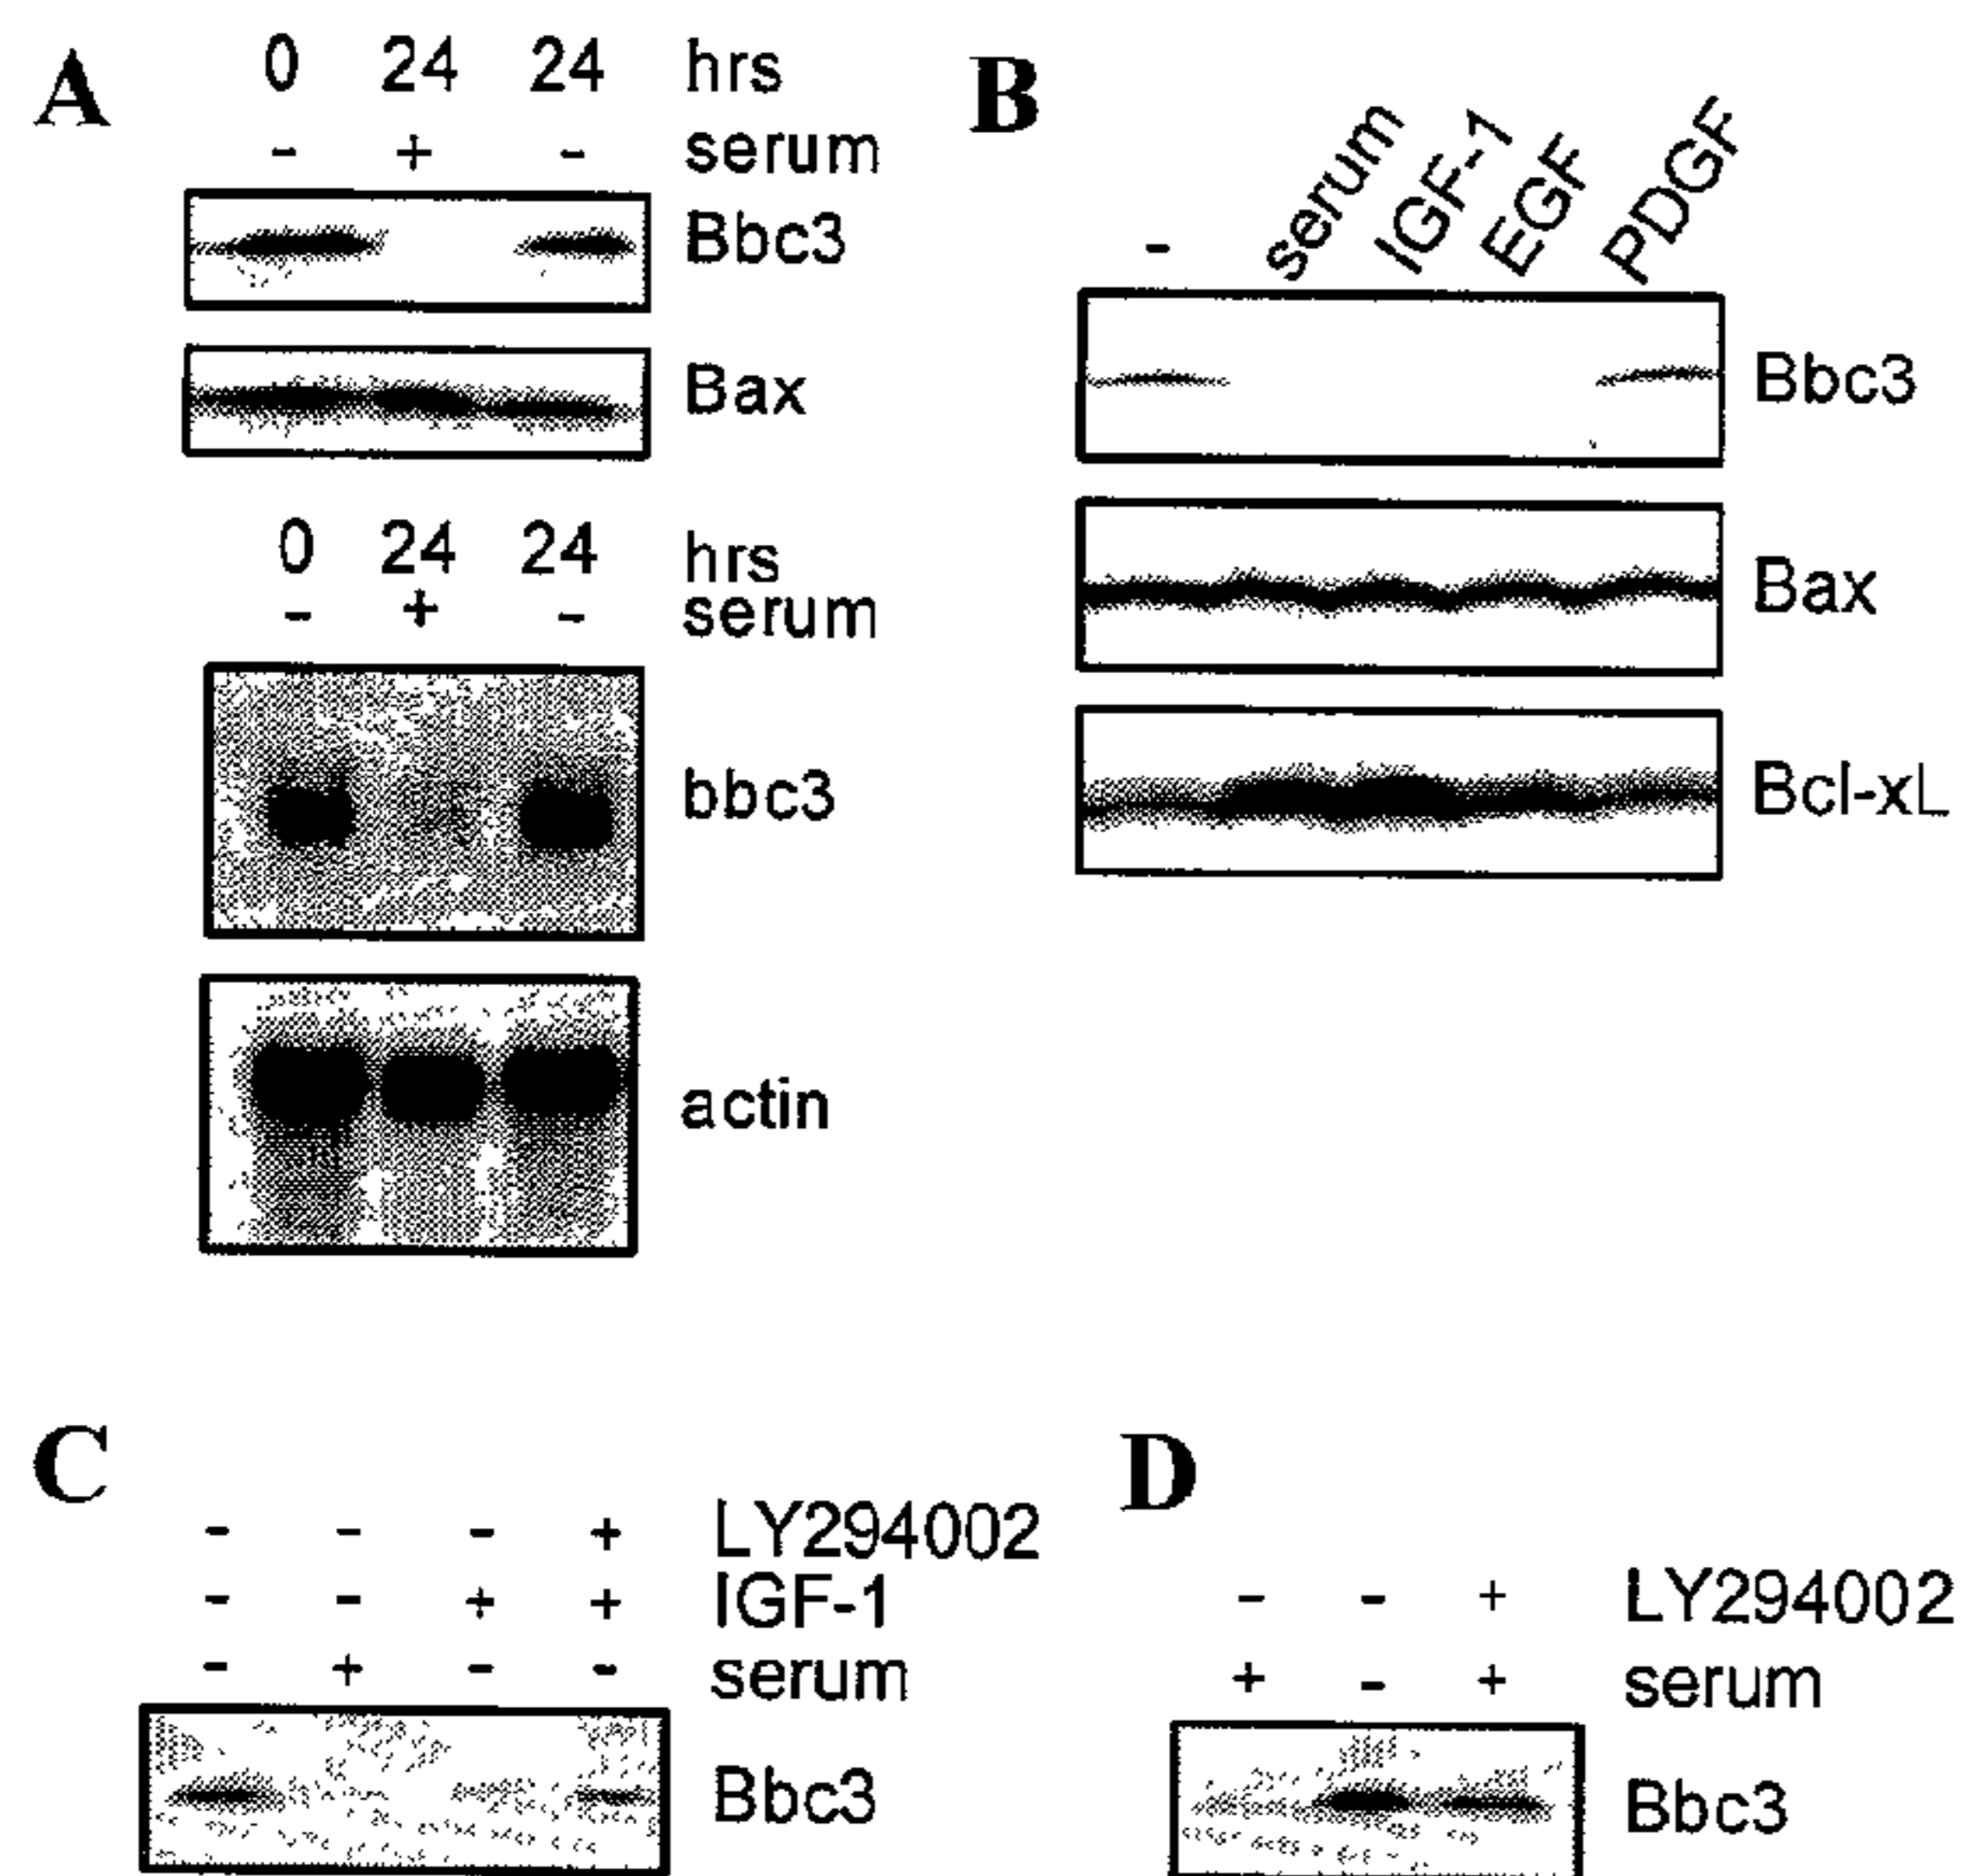 A
0 24 24 hrs
- + - serum
Bbc3
Bax
0 24 24 hrs
- + - serum
bbc3
actin
B
- serum IGF-1 EGF PDGF
Bbc3
Bax
Bcl-xL
C
- - - + LY294002
- - + + IGF-1
- + - - serum
Bbc3
D
- - + LY294002
+ - + serum
Bbc3